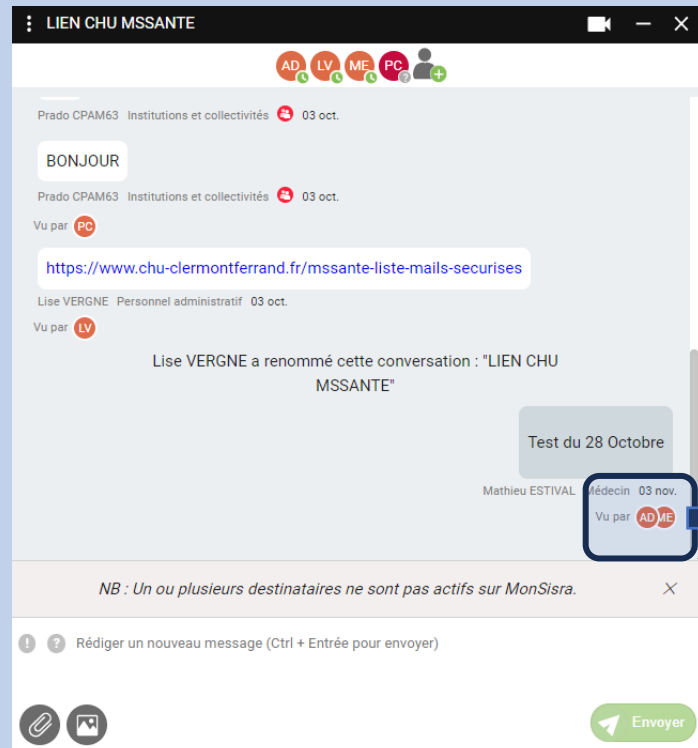 LIEN CHU MSSANTE
AD LV ME PC
Prado CPAM63 Institutions et collectivités 03 oct.
BONJOUR
Prado CPAM63 Institutions et collectivités 03 oct.
Vu par PC
https://www.chu-clermontferrand.fr/mssante-liste-mails-securises
Lise VERGNE Personnel administratif 03 oct.
Vu par LV
Lise VERGNE a renommé cette conversation : "LIEN CHU
MSSANTE"
Test du 28 Octobre
Mathieu ESTIVAL Médecin 03 nov.
Vu par AD ME
NB : Un ou plusieurs destinataires ne sont pas actifs sur MonSisra.
! ? Rédiger un nouveau message (Ctrl + Entrée pour envoyer)
Envoyer